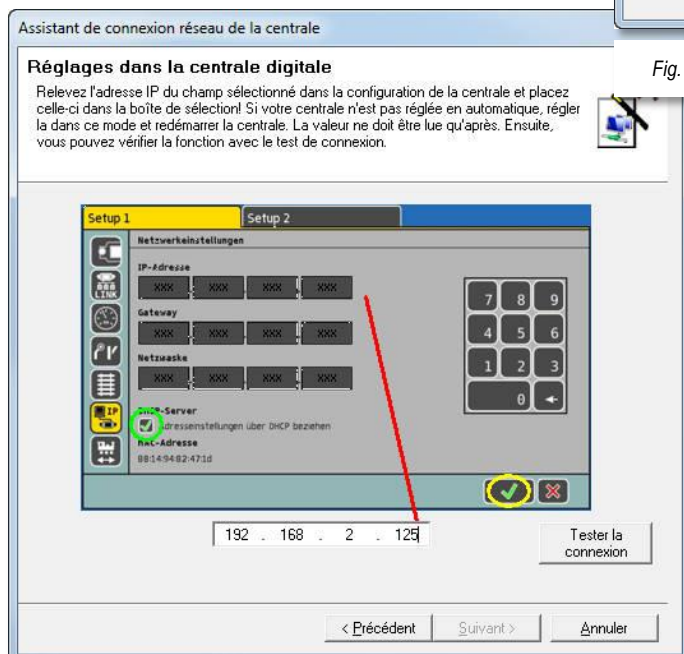 Assistant de connexion réseau de la centrale
Fig.
Réglages dans la centrale digitale
Relevez l'adresse IP du champ sélectionné dans la configuration de la centrale et placez
celle-ci dans la boîte de sélection! Si votre centrale n'est pas réglée en automatique, régler
la dans ce mode et redémarrer la centrale. La valeur ne doit être lue qu'après. Ensuite,
vous pouvez vérifier la fonction avec le test de connexion.
Setup 1
Setup 2
Netzwerkeinstellungen
IP-Adresse
XXX XXX XXX XXX
Gateway
XXX XXX XXX XXX
Netzmaske
XXX XXX XXX XXX
DHCP-Server
Adresseinstellungen über DHCP beziehen
MAC-Adresse
88:14:94:82:47:1d
LINK
IP
7 8 9
4 5 6
1 2 3
0
192 . 168 . 2 . 125
Tester la
connexion
< Précédent
Suivant >
Annuler